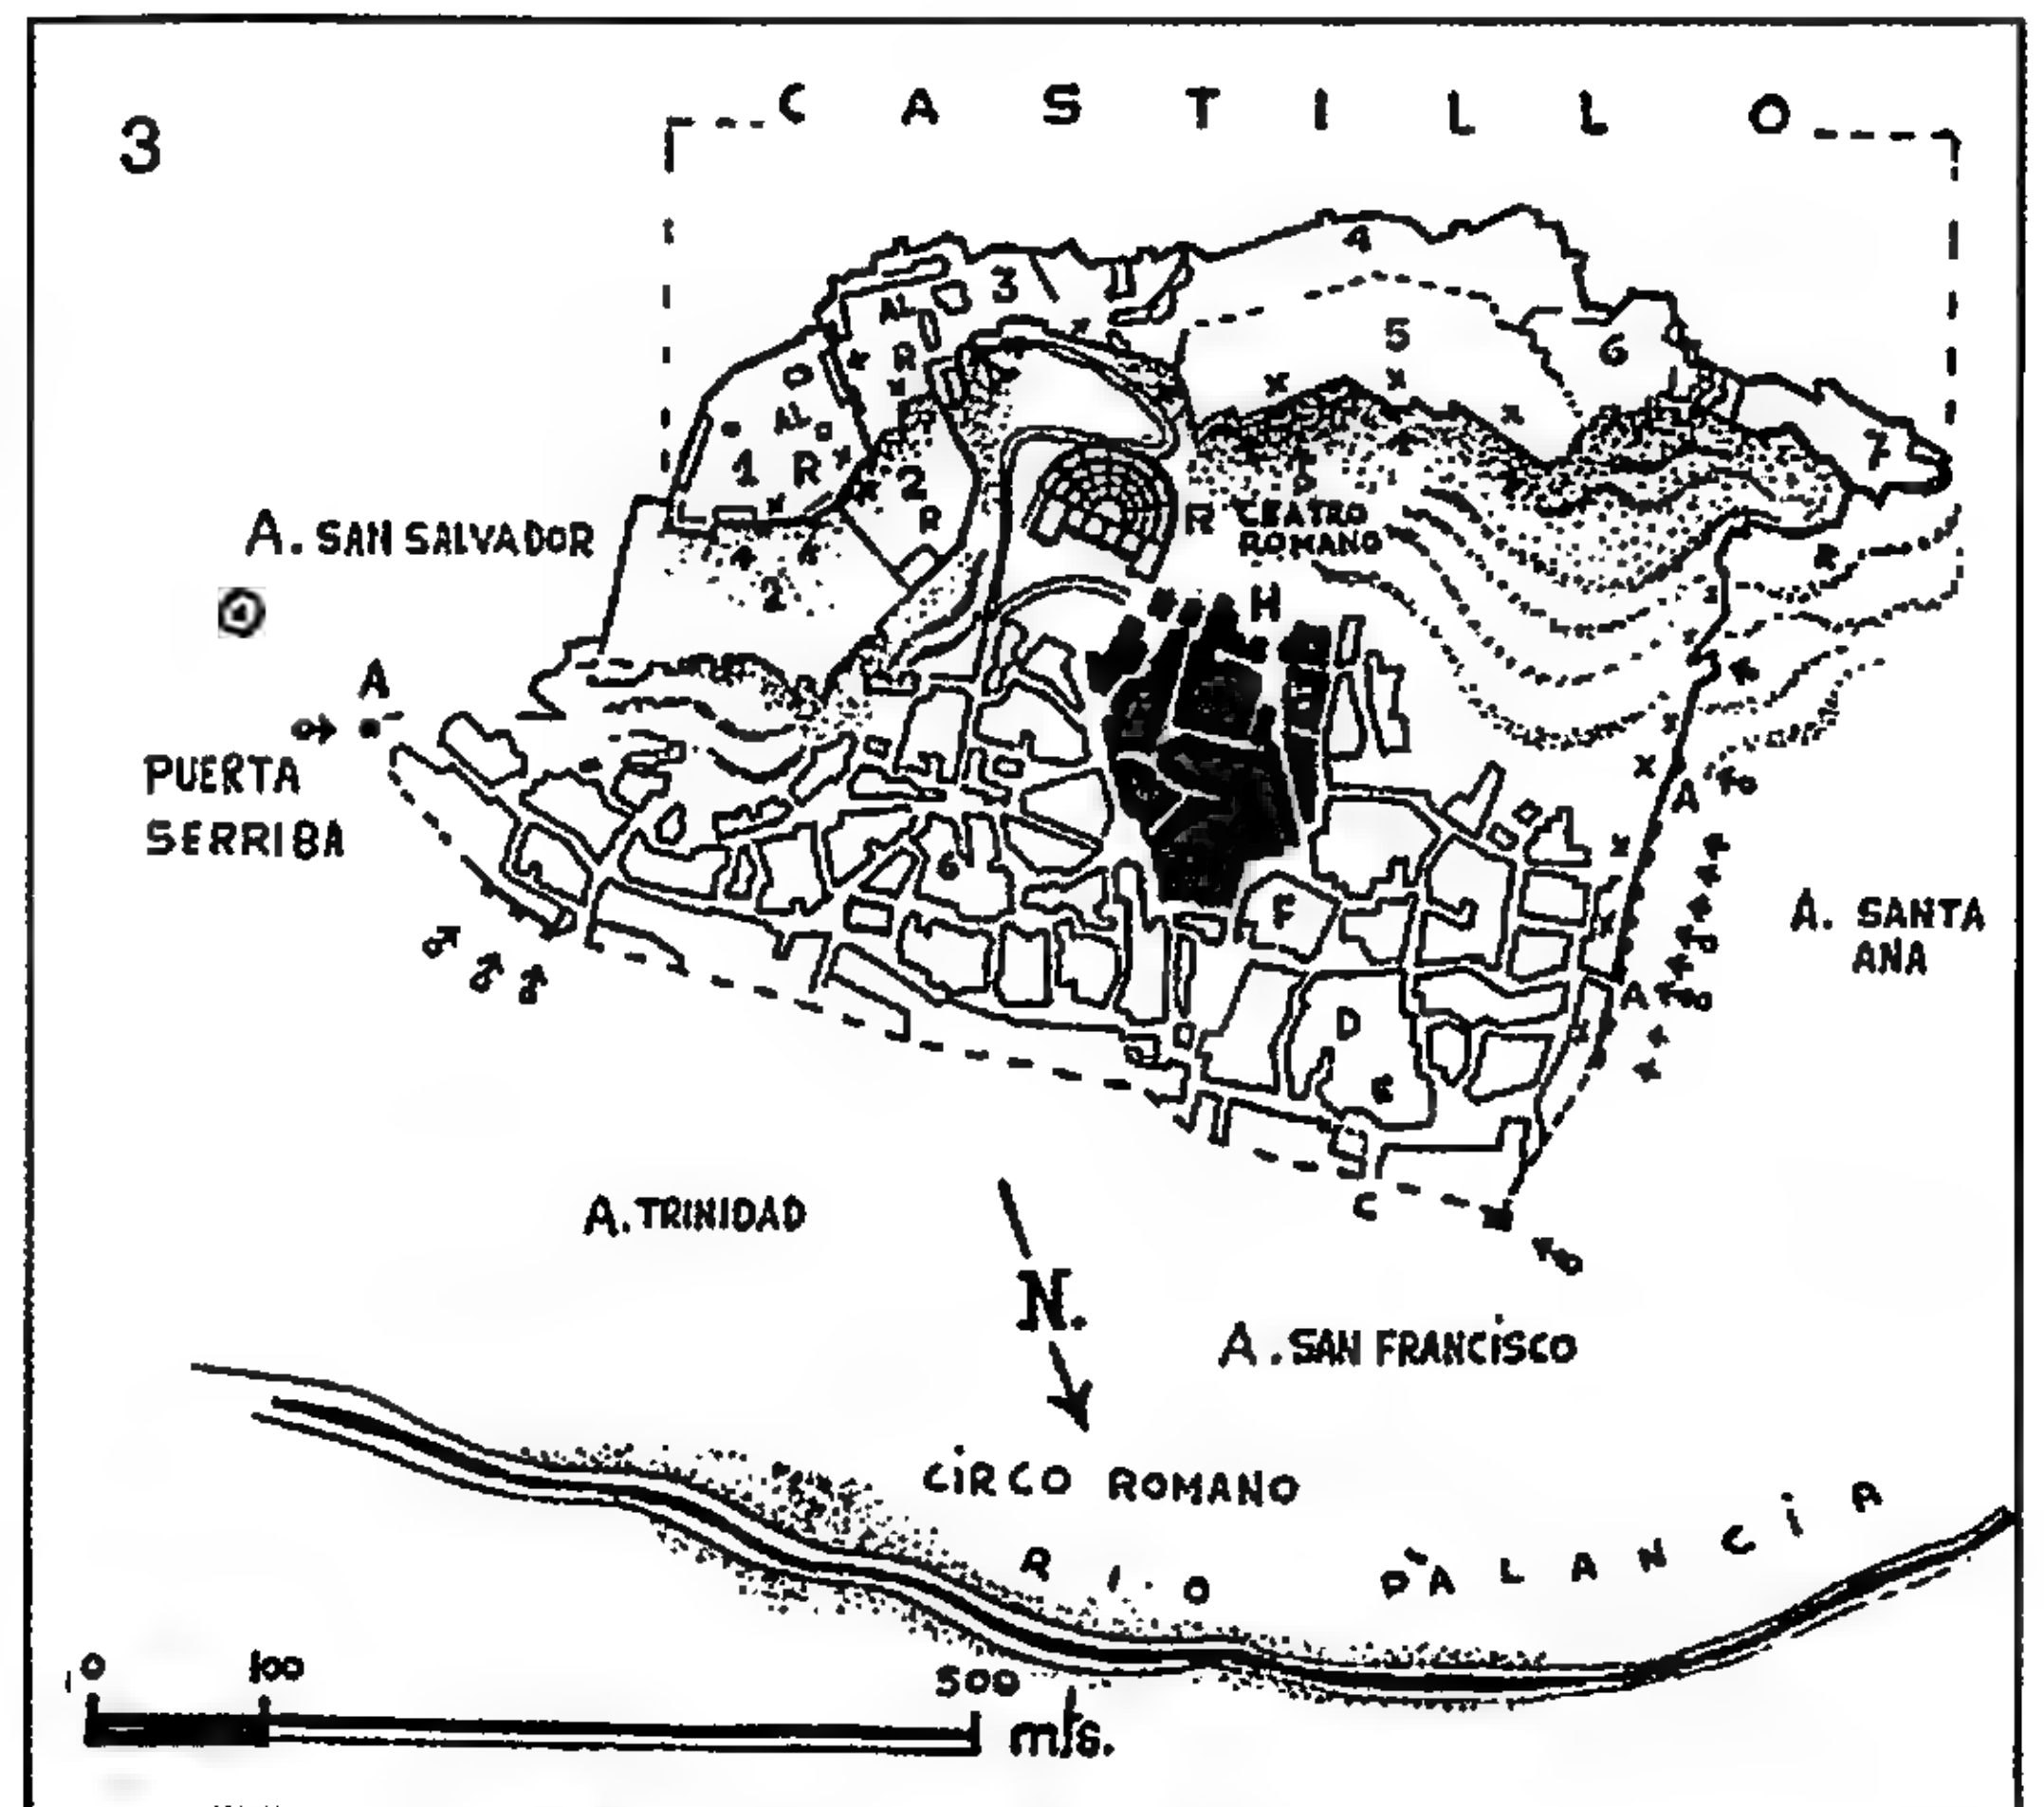 3
C A S T I L L O
4
3
AL
5
R
6
AL
1 R
2
R
7
A. SAN SALVADOR
R TEATRO
ROMANO
R
2
H
A
PUERTA
SERRIBA
A
6
F
A. SANTA
ANA
A
D
E
C
A. TRINIDAD
N.
A. SAN FRANCISCO
CIRCO ROMANO
RIO PALANCIA
0 100 500
mts.